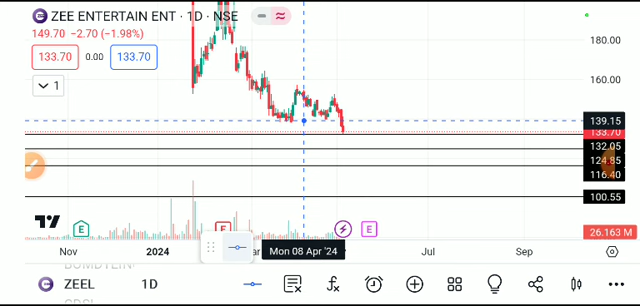 ZEE ENTERTAIN ENT · 1D · NSE
149.70 −2.70 (−1.98%)
133.70 0.00 133.70
1
180.00
160.00
139.15
133.70
132.05
124.85
116.40
100.55
26.163 M
E E E
Nov 2024 Mon 08 Apr '24 Jul Sep
ZEEL 1D